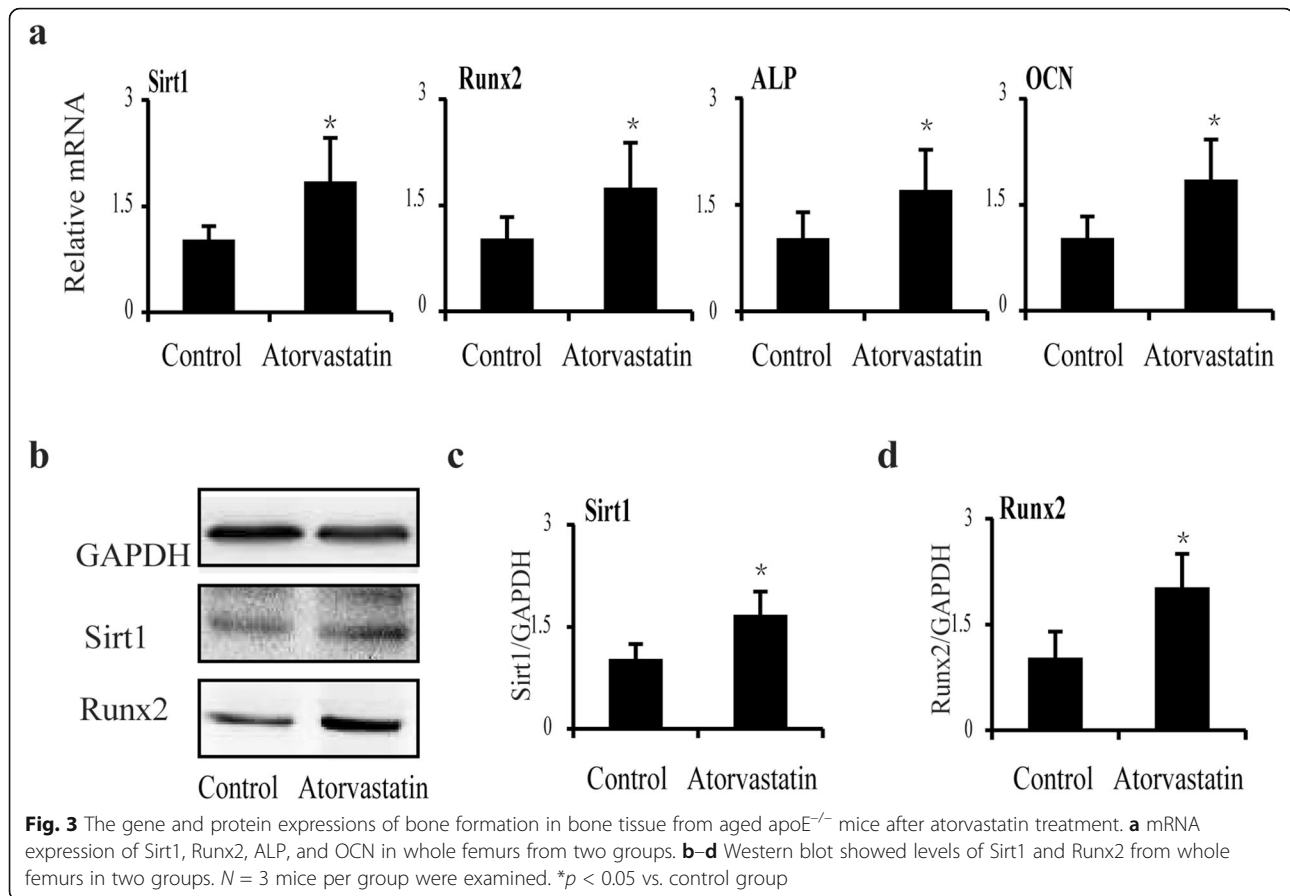 a
Sirt1
Runx2
ALP
OCN
Relative mRNA
3
1.5
0
*
Control Atorvastatin
3
1.5
0
*
Control Atorvastatin
3
1.5
0
*
Control Atorvastatin
3
1.5
0
*
Control Atorvastatin
b
GAPDH
Sirt1
Runx2
Control Atorvastatin
c
Sirt1
Sirt1/GAPDH
3
1.5
0
*
Control Atorvastatin
d
Runx2
Runx2/GAPDH
3
1.5
0
*
Control Atorvastatin
Fig. 3 The gene and protein expressions of bone formation in bone tissue from aged apoE−/− mice after atorvastatin treatment. a mRNA
expression of Sirt1, Runx2, ALP, and OCN in whole femurs from two groups. b–d Western blot showed levels of Sirt1 and Runx2 from whole
femurs in two groups. N = 3 mice per group were examined. *p < 0.05 vs. control group